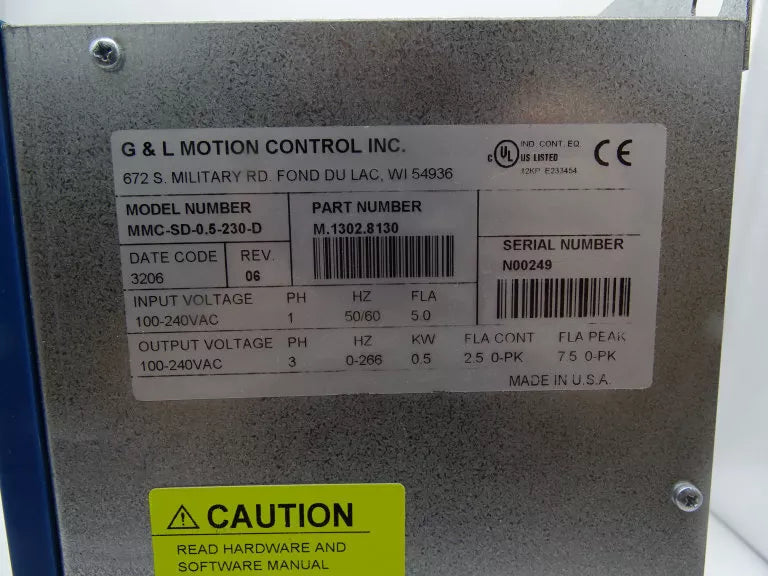 G & L MOTION CONTROL INC.
672 S. MILITARY RD. FOND DU LAC, WI 54936
C UL US LISTED
IND. CONT. EQ.
12KP E233454
CE
MODEL NUMBER
MMC-SD-0.5-230-D
PART NUMBER
M.1302.8130
DATE CODE
3206
REV.
06
SERIAL NUMBER
N00249
INPUT VOLTAGE PH HZ FLA
100-240VAC 1 50/60 5.0
OUTPUT VOLTAGE PH HZ KW FLA CONT FLA PEAK
100-240VAC 3 0-266 0.5 2.5 0-PK 7.5 0-PK
MADE IN U.S.A.
CAUTION
READ HARDWARE AND
SOFTWARE MANUAL